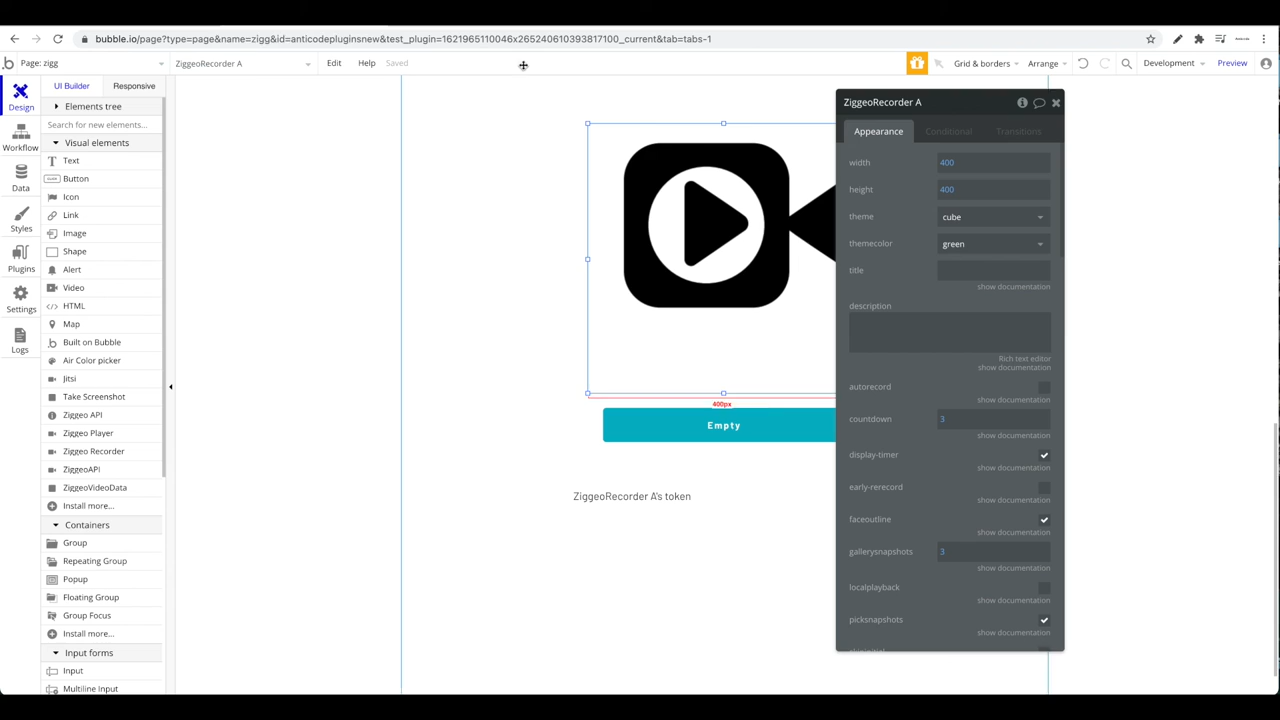 bubble.io/page?type=page&name=zigg&id=anticodepluginsnew&test_plugin=1621965110046x265240610393817100_current&tab=tabs-1
Page: zigg
ZiggeoRecorder A
Edit
Help
Saved
Grid & borders
Arrange
Development
Preview
Design
Workflow
Data
Styles
Plugins
Settings
Logs
UI Builder
Responsive
Elements tree
Search for new elements...
Visual elements
Text
Button
Icon
Link
Image
Shape
Alert
Video
HTML
Map
Built on Bubble
Air Color picker
Jitsi
Take Screenshot
Ziggeo API
Ziggeo Player
Ziggeo Recorder
ZiggeoAPI
ZiggeoVideoData
Install more...
Containers
Group
Repeating Group
Popup
Floating Group
Group Focus
Install more...
Input forms
Input
Multiline Input
400px
Empty
ZiggeoRecorder A's token
ZiggeoRecorder A
Appearance
Conditional
Transitions
width 400
height 400
theme cube
themecolor green
title
show documentation
description
Rich text editor
show documentation
autorecord
show documentation
countdown 3
show documentation
display-timer
show documentation
early-rerecord
show documentation
faceoutline
show documentation
gallerysnapshots 3
show documentation
localplayback
show documentation
picksnapshots
show documentation